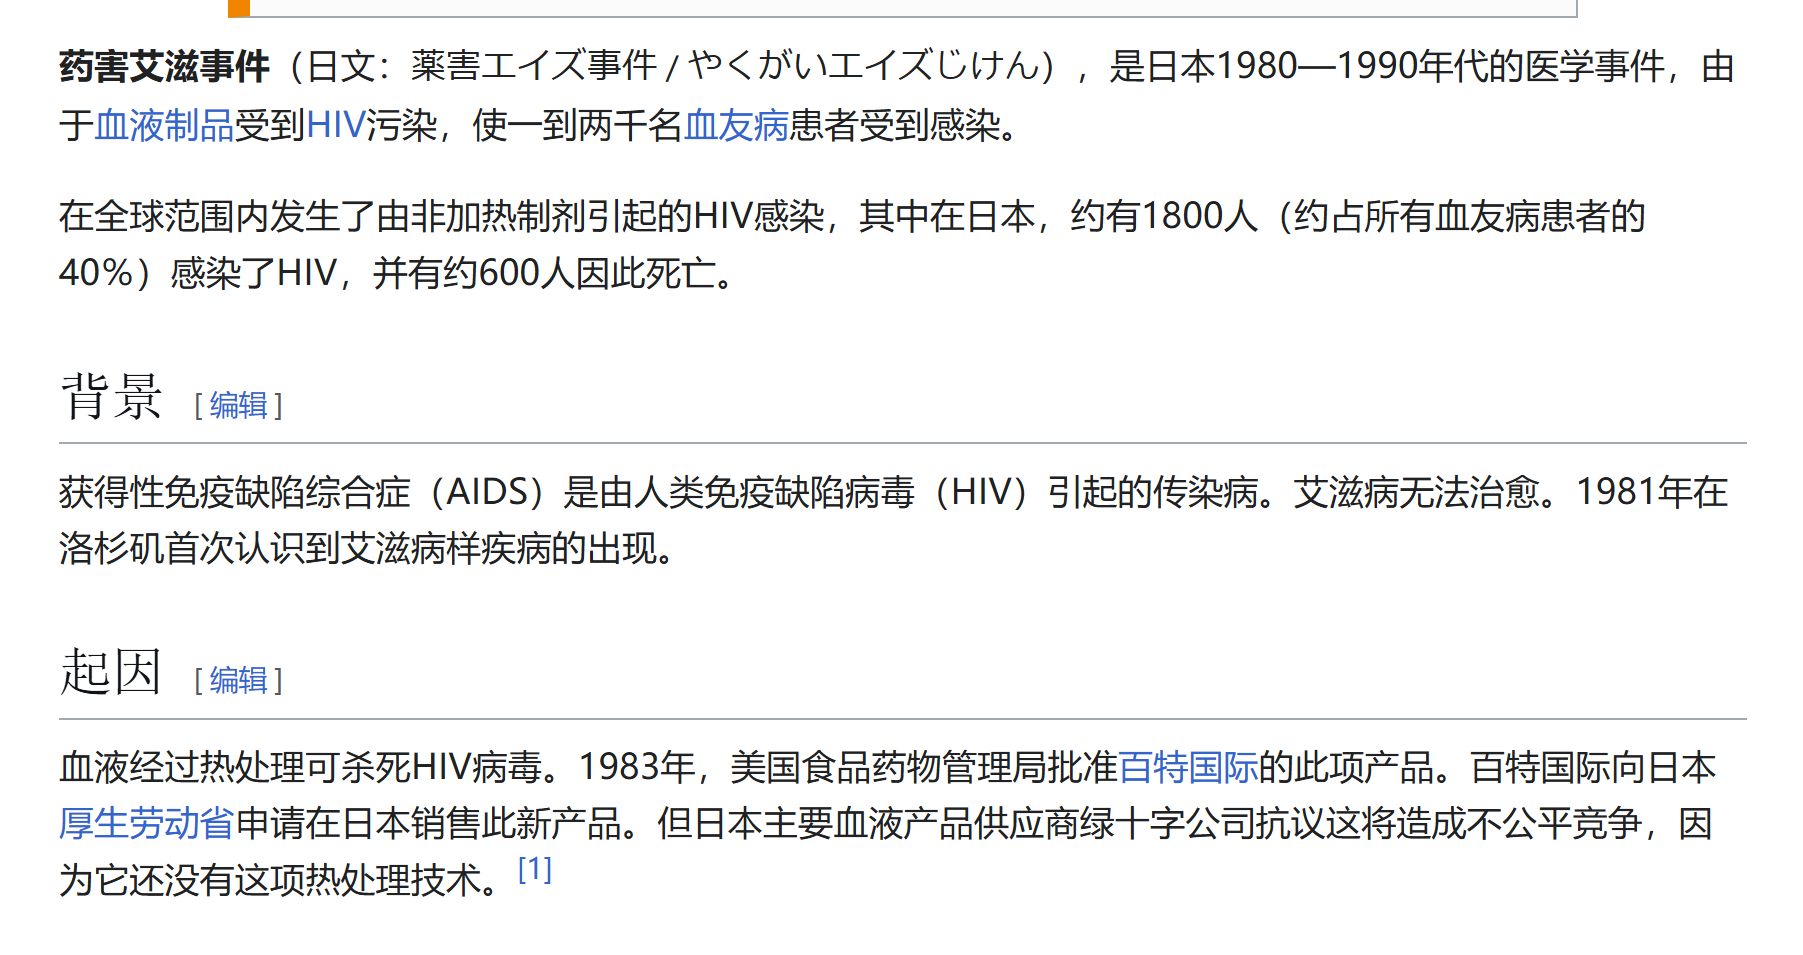 药害艾滋事件（日文：薬害エイズ事件 / やくがいエイズじけん），是日本1980—1990年代的医学事件，由
于血液制品受到HIV污染，使一到两千名血友病患者受到感染。
在全球范围内发生了由非加热制剂引起的HIV感染，其中在日本，约有1800人（约占所有血友病患者的
40％）感染了HIV，并有约600人因此死亡。
背景 [ 编辑 ]
获得性免疫缺陷综合症（AIDS）是由人类免疫缺陷病毒（HIV）引起的传染病。艾滋病无法治愈。1981年在
洛杉矶首次认识到艾滋病样疾病的出现。
起因 [ 编辑 ]
血液经过热处理可杀死HIV病毒。1983年，美国食品药物管理局批准百特国际的此项产品。百特国际向日本
厚生劳动省申请在日本销售此新产品。但日本主要血液产品供应商绿十字公司抗议这将造成不公平竞争，因
为它还没有这项热处理技术。[1]